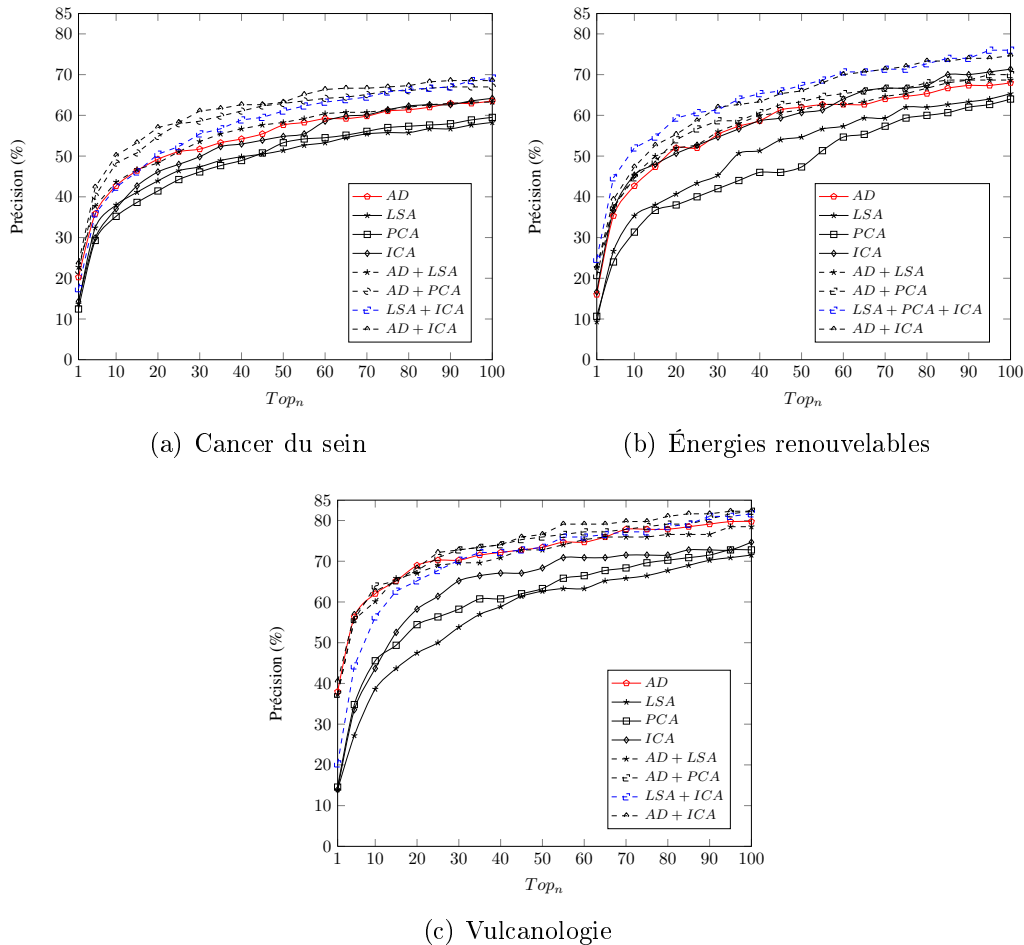 85
80
70
60
50
40
30
20
10
0
Précision (%)
1 10 20 30 40 50 60 70 80 90 100
Top_n
AD
LSA
PCA
ICA
AD + LSA
AD + PCA
LSA + ICA
AD + ICA
(a) Cancer du sein
85
80
70
60
50
40
30
20
10
0
Précision (%)
1 10 20 30 40 50 60 70 80 90 100
Top_n
AD
LSA
PCA
ICA
AD + LSA
AD + PCA
LSA + PCA + ICA
AD + ICA
(b) Énergies renouvelables
85
80
70
60
50
40
30
20
10
0
Précision (%)
1 10 20 30 40 50 60 70 80 90 100
Top_n
AD
LSA
PCA
ICA
AD + LSA
AD + PCA
LSA + ICA
AD + ICA
(c) Vulcanologie